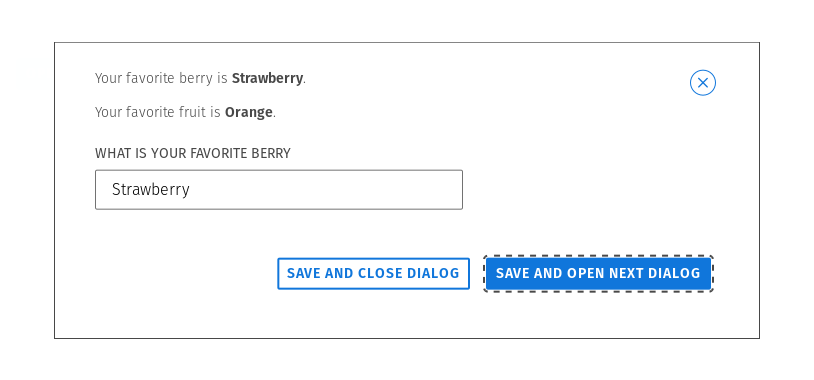 Your favorite berry is Strawberry.
Your favorite fruit is Orange.
WHAT IS YOUR FAVORITE BERRY
Strawberry
SAVE AND CLOSE DIALOG
SAVE AND OPEN NEXT DIALOG